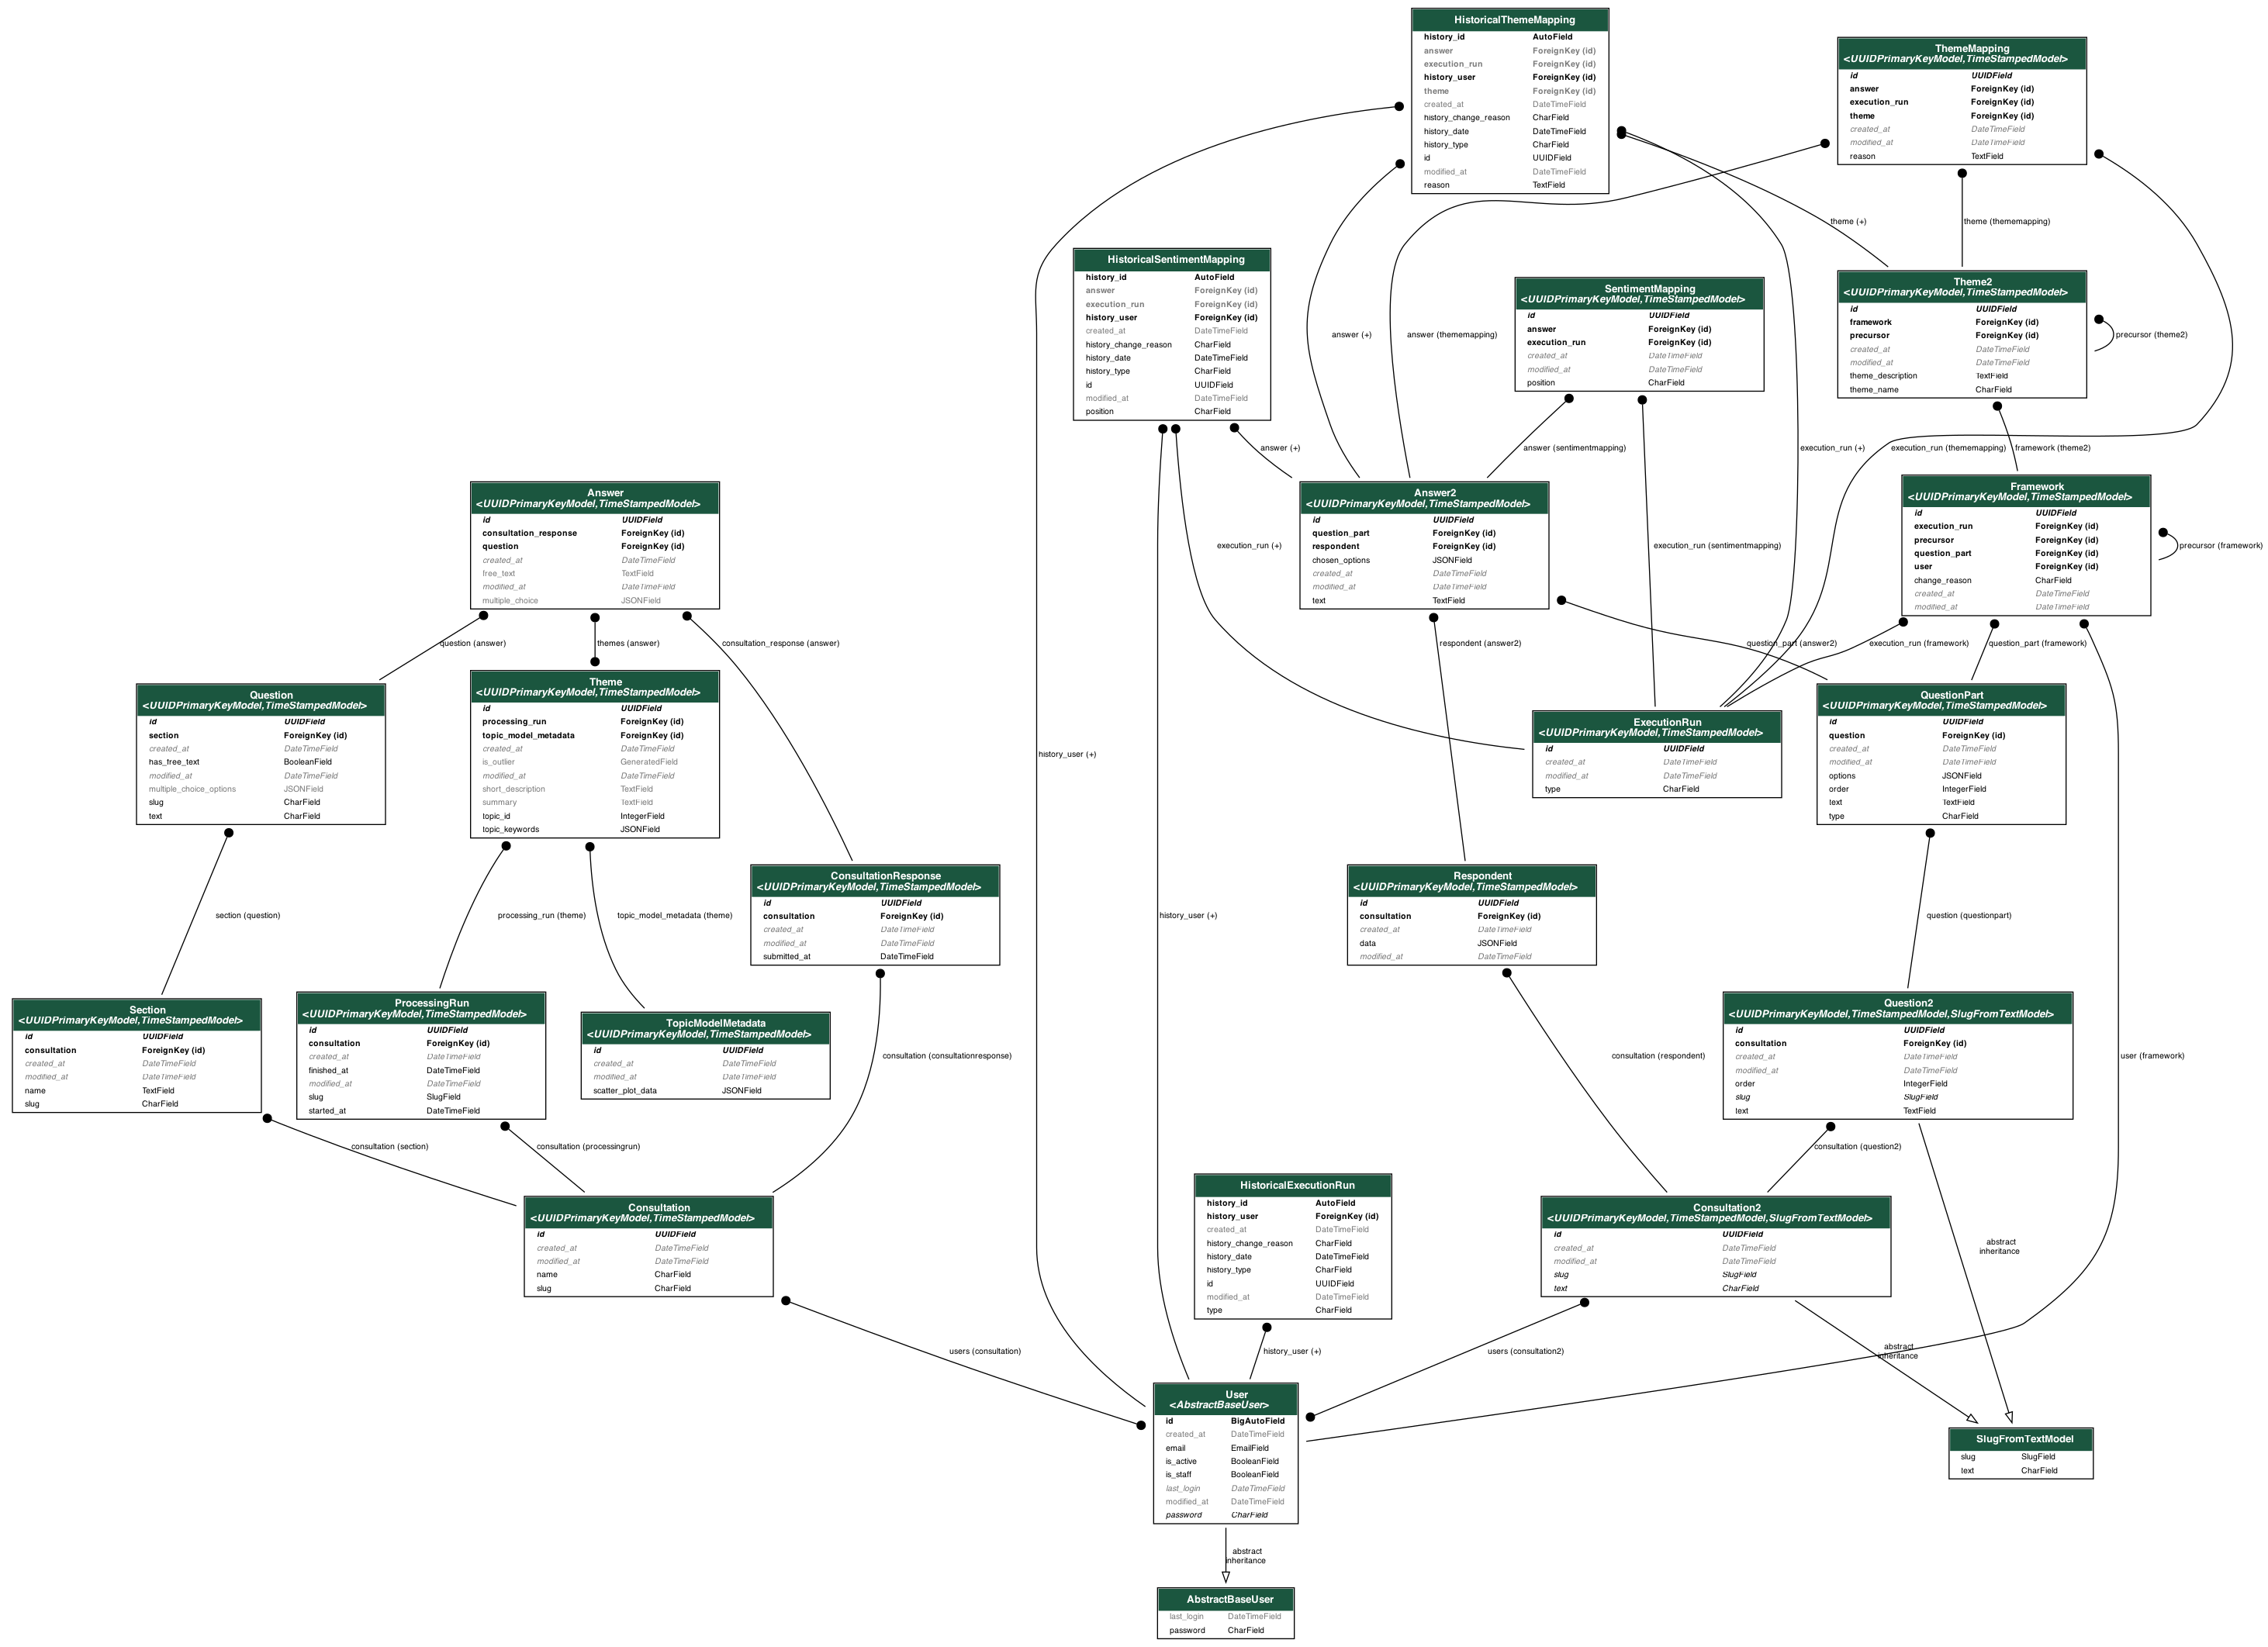 HistoricalThemeMapping
history_id AutoField
answer ForeignKey (id)
execution_run ForeignKey (id)
history_user ForeignKey (id)
theme ForeignKey (id)
created_at DateTimeField
history_change_reason CharField
history_date DateTimeField
history_type CharField
id UUIDField
modified_at DateTimeField
reason TextField
ThemeMapping
<UUIDPrimaryKeyModel,TimeStampedModel>
id UUIDField
answer ForeignKey (id)
execution_run ForeignKey (id)
theme ForeignKey (id)
created_at DateTimeField
modified_at DateTimeField
reason TextField
theme (+)
theme (thememapping)
HistoricalSentimentMapping
history_id AutoField
answer ForeignKey (id)
execution_run ForeignKey (id)
history_user ForeignKey (id)
created_at DateTimeField
history_change_reason CharField
history_date DateTimeField
history_type CharField
id UUIDField
modified_at DateTimeField
position CharField
SentimentMapping
<UUIDPrimaryKeyModel,TimeStampedModel>
id UUIDField
answer ForeignKey (id)
execution_run ForeignKey (id)
created_at DateTimeField
modified_at DateTimeField
position CharField
Theme2
<UUIDPrimaryKeyModel,TimeStampedModel>
id UUIDField
framework ForeignKey (id)
precursor ForeignKey (id)
created_at DateTimeField
modified_at DateTimeField
theme_description TextField
theme_name CharField
precursor (theme2)
answer (+)
answer (thememapping)
answer (+)
answer (sentimentmapping)
execution_run (+)
execution_run (thememapping)
framework (theme2)
Answer
<UUIDPrimaryKeyModel,TimeStampedModel>
id UUIDField
consultation_response ForeignKey (id)
question ForeignKey (id)
created_at DateTimeField
free_text TextField
modified_at DateTimeField
multiple_choice JSONField
Answer2
<UUIDPrimaryKeyModel,TimeStampedModel>
id UUIDField
question_part ForeignKey (id)
respondent ForeignKey (id)
chosen_options JSONField
created_at DateTimeField
modified_at DateTimeField
text TextField
Framework
<UUIDPrimaryKeyModel,TimeStampedModel>
id UUIDField
execution_run ForeignKey (id)
precursor ForeignKey (id)
question_part ForeignKey (id)
user ForeignKey (id)
change_reason CharField
created_at DateTimeField
modified_at DateTimeField
precursor (framework)
execution_run (+)
execution_run (sentimentmapping)
question (answer)
themes (answer)
consultation_response (answer)
respondent (answer2)
question_part (answer2)
execution_run (framework)
question_part (framework)
Question
<UUIDPrimaryKeyModel,TimeStampedModel>
id UUIDField
section ForeignKey (id)
created_at DateTimeField
has_free_text BooleanField
modified_at DateTimeField
multiple_choice_options JSONField
slug CharField
text CharField
Theme
<UUIDPrimaryKeyModel,TimeStampedModel>
id UUIDField
processing_run ForeignKey (id)
topic_model_metadata ForeignKey (id)
created_at DateTimeField
is_outlier GeneratedField
modified_at DateTimeField
short_description TextField
summary TextField
topic_id IntegerField
topic_keywords JSONField
ExecutionRun
<UUIDPrimaryKeyModel,TimeStampedModel>
id UUIDField
created_at DateTimeField
modified_at DateTimeField
type CharField
QuestionPart
<UUIDPrimaryKeyModel,TimeStampedModel>
id UUIDField
question ForeignKey (id)
created_at DateTimeField
modified_at DateTimeField
options JSONField
order IntegerField
text TextField
type CharField
history_user (+)
ConsultationResponse
<UUIDPrimaryKeyModel,TimeStampedModel>
id UUIDField
consultation ForeignKey (id)
created_at DateTimeField
modified_at DateTimeField
submitted_at DateTimeField
Respondent
<UUIDPrimaryKeyModel,TimeStampedModel>
id UUIDField
consultation ForeignKey (id)
created_at DateTimeField
data JSONField
modified_at DateTimeField
section (question)
processing_run (theme)
topic_model_metadata (theme)
history_user (+)
question (questionpart)
Section
<UUIDPrimaryKeyModel,TimeStampedModel>
id UUIDField
consultation ForeignKey (id)
created_at DateTimeField
modified_at DateTimeField
name TextField
slug CharField
ProcessingRun
<UUIDPrimaryKeyModel,TimeStampedModel>
id UUIDField
consultation ForeignKey (id)
created_at DateTimeField
finished_at DateTimeField
modified_at DateTimeField
slug SlugField
started_at DateTimeField
TopicModelMetadata
<UUIDPrimaryKeyModel,TimeStampedModel>
id UUIDField
created_at DateTimeField
modified_at DateTimeField
scatter_plot_data JSONField
consultation (consultationresponse)
consultation (respondent)
Question2
<UUIDPrimaryKeyModel,TimeStampedModel,SlugFromTextModel>
id UUIDField
consultation ForeignKey (id)
created_at DateTimeField
modified_at DateTimeField
order IntegerField
slug SlugField
text TextField
user (framework)
consultation (section)
consultation (processingrun)
consultation (question2)
Consultation
<UUIDPrimaryKeyModel,TimeStampedModel>
id UUIDField
created_at DateTimeField
modified_at DateTimeField
name CharField
slug CharField
HistoricalExecutionRun
history_id AutoField
history_user ForeignKey (id)
created_at DateTimeField
history_change_reason CharField
history_date DateTimeField
history_type CharField
id UUIDField
modified_at DateTimeField
type CharField
Consultation2
<UUIDPrimaryKeyModel,TimeStampedModel,SlugFromTextModel>
id UUIDField
created_at DateTimeField
modified_at DateTimeField
slug SlugField
text CharField
abstract
inheritance
users (consultation)
history_user (+)
users (consultation2)
abstract
inheritance
User
<AbstractBaseUser>
id BigAutoField
created_at DateTimeField
email EmailField
is_active BooleanField
is_staff BooleanField
last_login DateTimeField
modified_at DateTimeField
password CharField
SlugFromTextModel
slug SlugField
text CharField
abstract
inheritance
AbstractBaseUser
last_login DateTimeField
password CharField